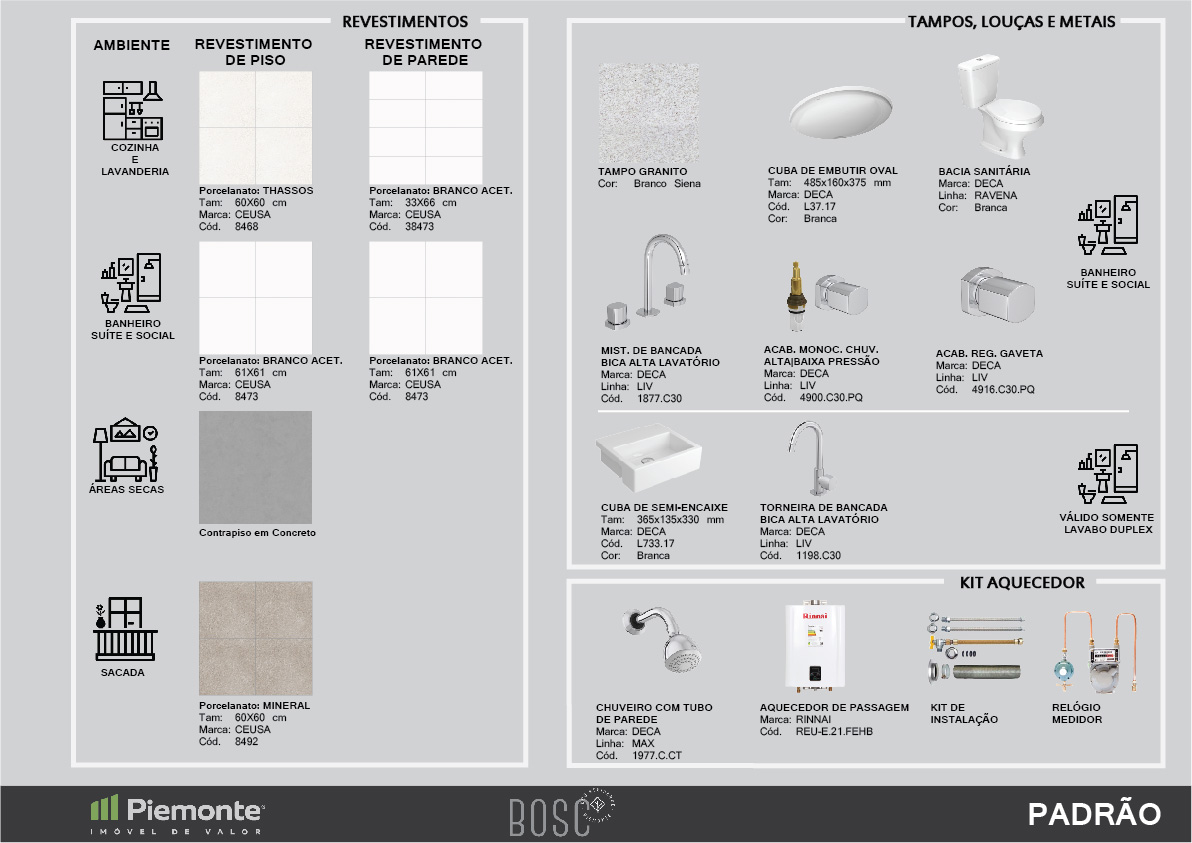 REVESTIMENTOS
AMBIENTE
REVESTIMENTO
DE PISO
REVESTIMENTO
DE PAREDE
COZINHA
E
LAVANDERIA
Porcelanato: THASSOS
Tam: 60X60 cm
Marca: CEUSA
Cód. 8468
Porcelanato: BRANCO ACET.
Tam: 33X66 cm
Marca: CEUSA
Cód. 38473
BANHEIRO
SUÍTE E SOCIAL
Porcelanato: BRANCO ACET.
Tam: 61X61 cm
Marca: CEUSA
Cód. 8473
Porcelanato: BRANCO ACET.
Tam: 61X61 cm
Marca: CEUSA
Cód. 8473
ÁREAS SECAS
Contrapiso em Concreto
SACADA
Porcelanato: MINERAL
Tam: 60X60 cm
Marca: CEUSA
Cód. 8492
TAMPOS, LOUÇAS E METAIS
TAMPO GRANITO
Cor: Branco Siena
CUBA DE EMBUTIR OVAL
Tam: 485x160x375 mm
Marca: DECA
Cód. L37.17
Cor: Branca
BACIA SANITÁRIA
Marca: DECA
Linha: RAVENA
Cor: Branca
BANHEIRO
SUÍTE E SOCIAL
MIST. DE BANCADA
BICA ALTA LAVATÓRIO
Marca: DECA
Linha: LIV
Cód. 1877.C30
ACAB. MONOC. CHUV.
ALTA|BAIXA PRESSÃO
Marca: DECA
Linha: LIV
Cód. 4900.C30.PQ
ACAB. REG. GAVETA
Marca: DECA
Linha: LIV
Cód. 4916.C30.PQ
CUBA DE SEMI-ENCAIXE
Tam: 365x135x330 mm
Marca: DECA
Cód. L733.17
Cor: Branca
TORNEIRA DE BANCADA
BICA ALTA LAVATÓRIO
Marca: DECA
Linha: LIV
Cód. 1198.C30
VÁLIDO SOMENTE
LAVABO DUPLEX
KIT AQUECEDOR
Rinnai
CHUVEIRO COM TUBO
DE PAREDE
Marca: DECA
Linha: MAX
Cód. 1977.C.CT
AQUECEDOR DE PASSAGEM
Marca: RINNAI
Cód. REU-E.21.FEHB
KIT DE
INSTALAÇÃO
RELÓGIO
MEDIDOR
Piemonte
IMÓVEL DE VALOR
BOSC
PADRÃO